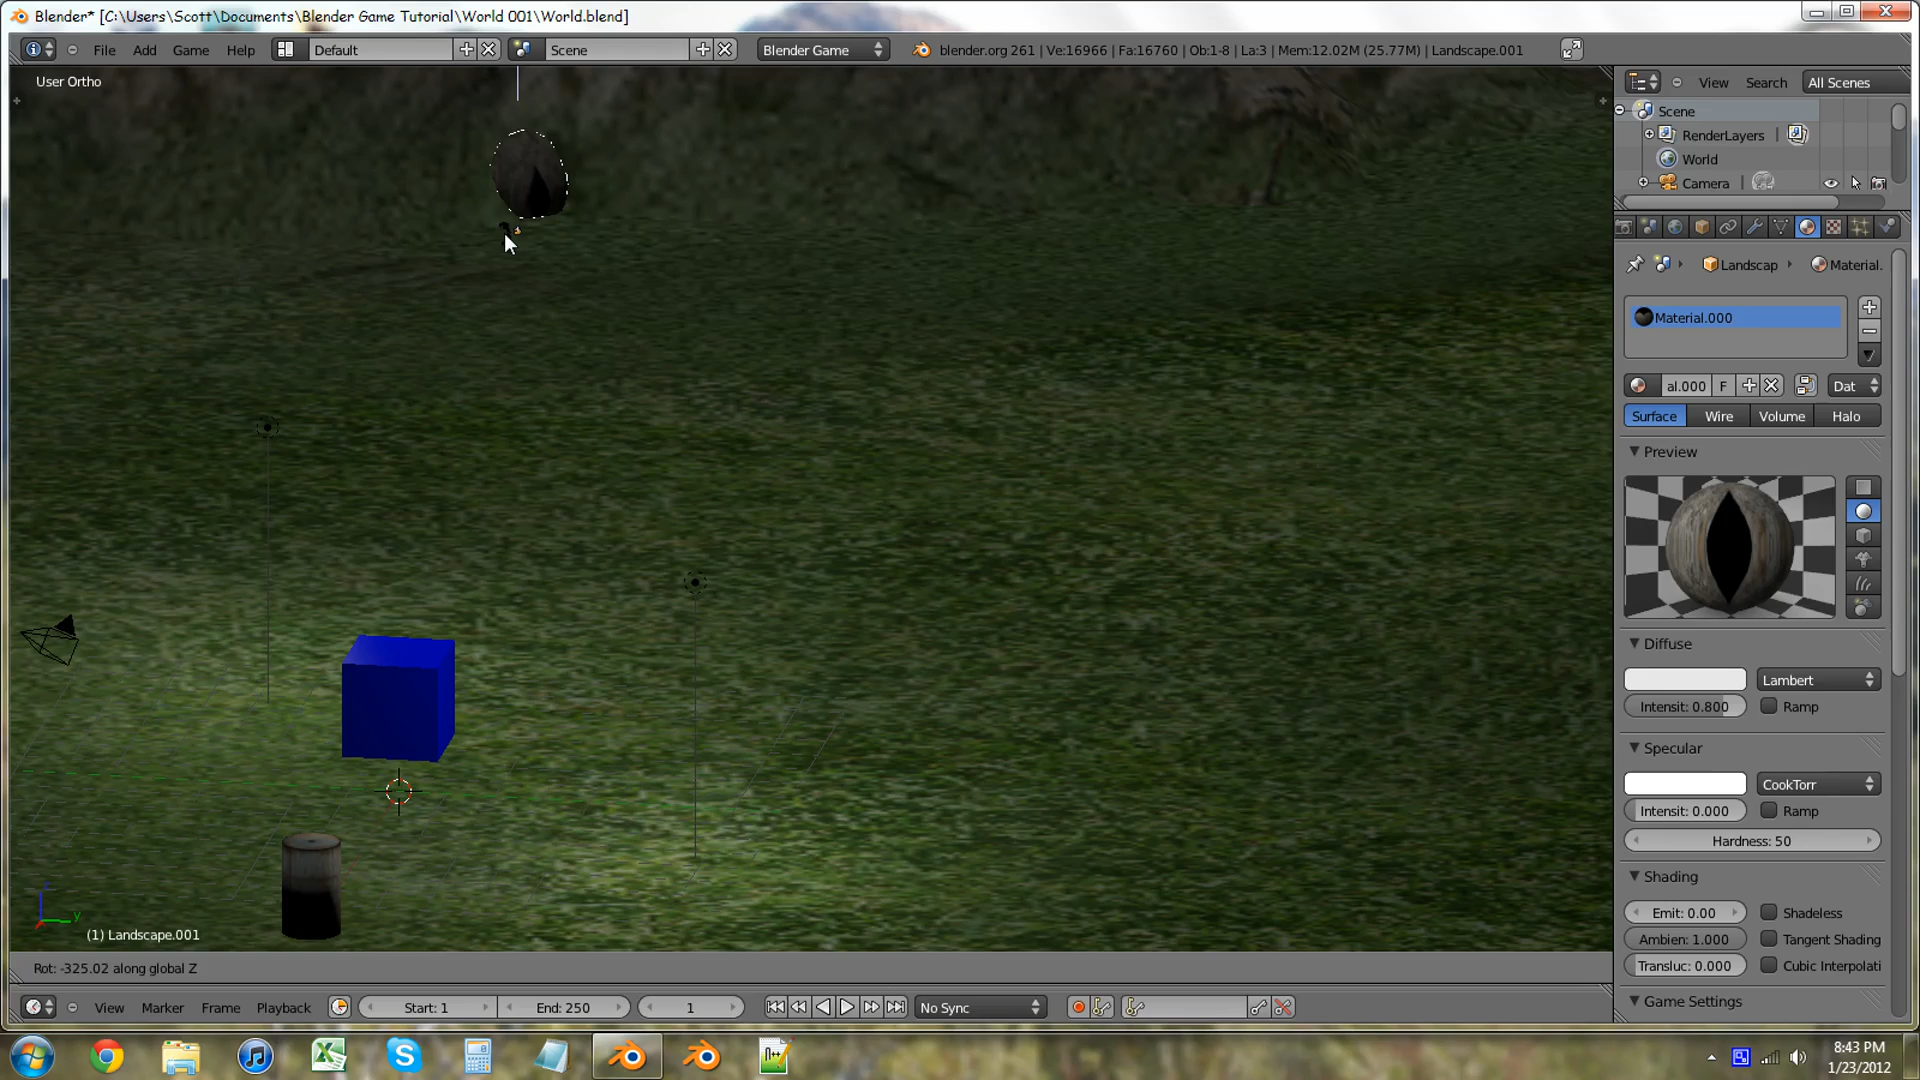 Blender* [C:\Users\Scott\Documents\Blender Game Tutorial\World 001\World.blend]
File Add Game Help Default Scene Blender Game blender.org 261 | Ve:16966 | Fa:16760 | Ob:1-8 | La:3 | Mem:12.02M (25.77M) | Landscape.001
User Ortho
View Search All Scenes
Scene
RenderLayers
World
Camera
Landscap Material.
Material.000
al.000 F Dat
Surface Wire Volume Halo
Preview
Diffuse
Lambert
Intensit: 0.800 Ramp
Specular
CookTorr
Intensit: 0.000 Ramp
Hardness: 50
Shading
Emit: 0.00 Shadeless
Ambien: 1.000 Tangent Shading
Transluc: 0.000 Cubic Interpolati
Game Settings
y
(1) Landscape.001
Rot: -325.02 along global Z
View Marker Frame Playback Start: 1 End: 250 1 No Sync
8:43 PM
1/23/2012